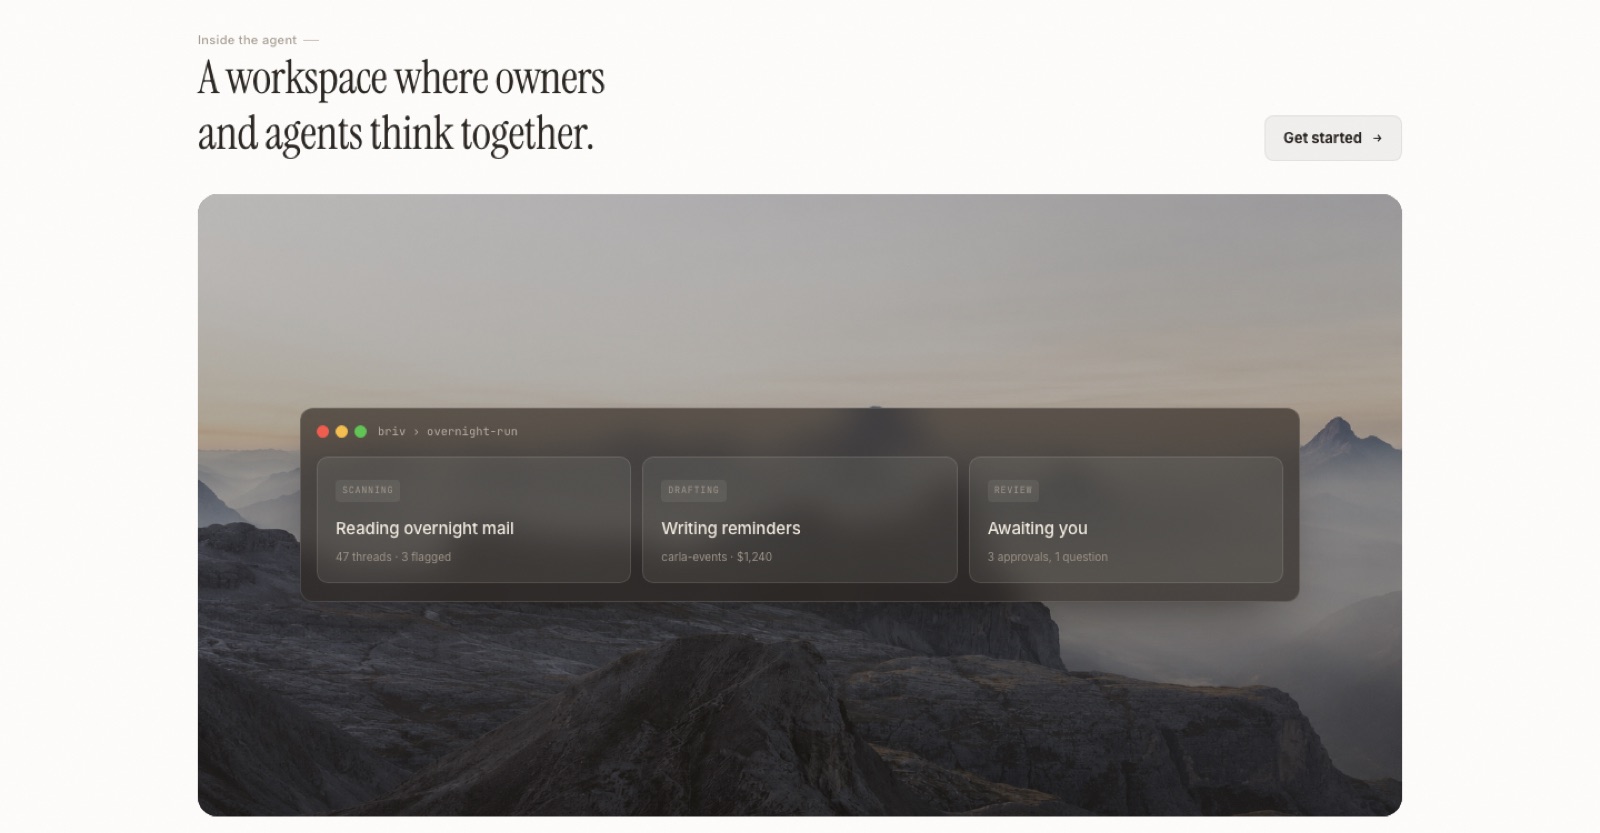 Inside the agent —
A workspace where owners
and agents think together.
Get started →
briv › overnight-run
SCANNING
Reading overnight mail
47 threads · 3 flagged
DRAFTING
Writing reminders
carla-events · $1,240
REVIEW
Awaiting you
3 approvals, 1 question